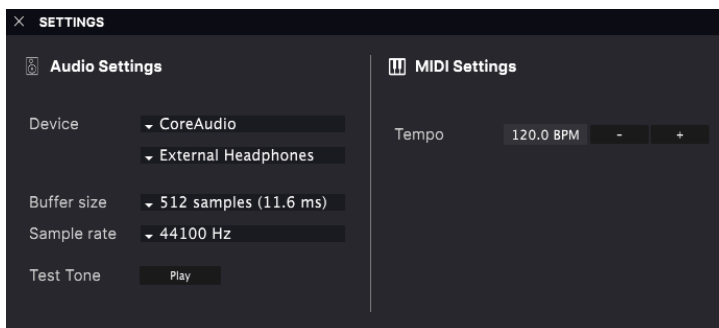 × SETTINGS
Audio Settings
Device
CoreAudio
External Headphones
Buffer size
512 samples (11.6 ms)
Sample rate
44100 Hz
Test Tone
Play
MIDI Settings
Tempo
120.0 BPM
-
+